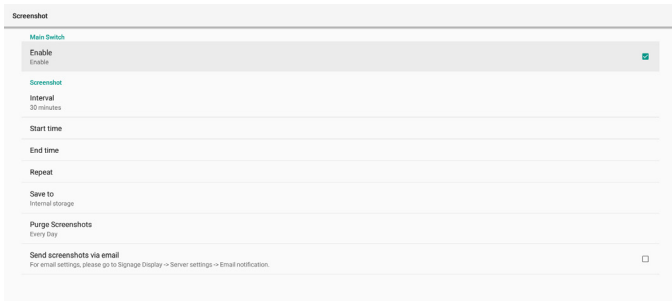 Screenshot
Main Switch
Enable
Enable
Screenshot
Interval
30 minutes
Start time
End time
Repeat
Save to
Internal storage
Purge Screenshots
Every Day
Send screenshots via email
For email settings, please go to Signage Display -> Server settings -> Email notification.